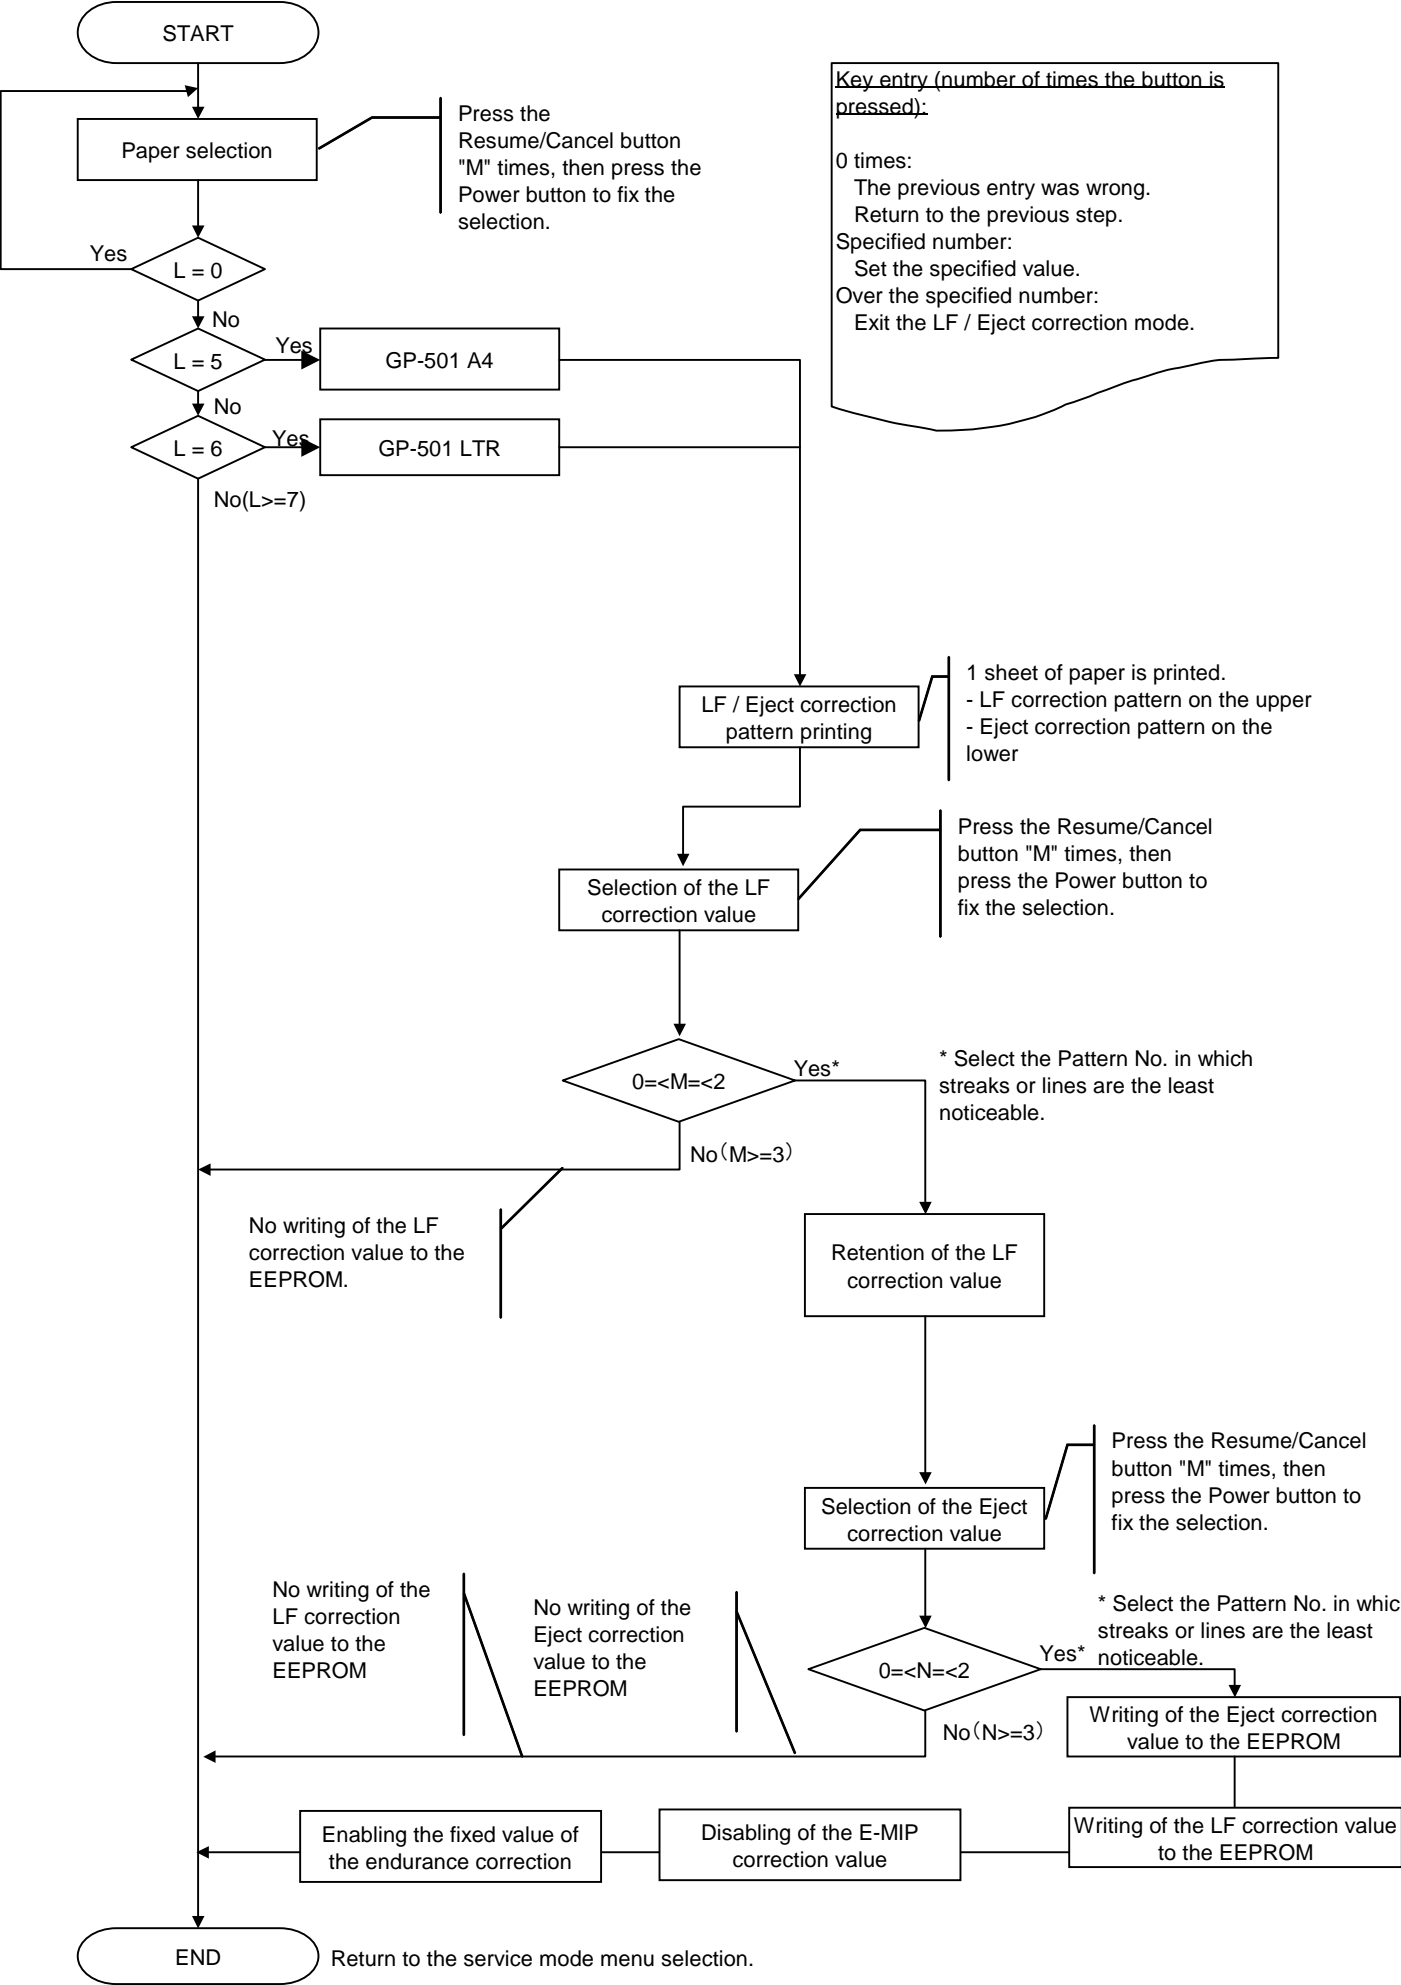 START
Key entry (number of times the button is
pressed):
0 times:
The previous entry was wrong.
Return to the previous step.
Specified number:
Set the specified value.
Over the specified number:
Exit the LF / Eject correction mode.
Paper selection
Press the
Resume/Cancel button
"M" times, then press the
Power button to fix the
selection.
Yes
L = 0
No
L = 5
Yes
GP-501 A4
No
L = 6
Yes
GP-501 LTR
No(L>=7)
LF / Eject correction
pattern printing
1 sheet of paper is printed.
- LF correction pattern on the upper
- Eject correction pattern on the
lower
Selection of the LF
correction value
Press the Resume/Cancel
button "M" times, then
press the Power button to
fix the selection.
0=<M=<2
Yes*
* Select the Pattern No. in which
streaks or lines are the least
noticeable.
No（M>=3）
No writing of the LF
correction value to the
EEPROM.
Retention of the LF
correction value
Selection of the Eject
correction value
Press the Resume/Cancel
button "M" times, then
press the Power button to
fix the selection.
No writing of the
LF correction
value to the
EEPROM
No writing of the
Eject correction
value to the
EEPROM
0=<N=<2
Yes*
* Select the Pattern No. in whic
streaks or lines are the least
noticeable.
No（N>=3）
Writing of the Eject correction
value to the EEPROM
Writing of the LF correction value
to the EEPROM
Disabling of the E-MIP
correction value
Enabling the fixed value of
the endurance correction
END
Return to the service mode menu selection.